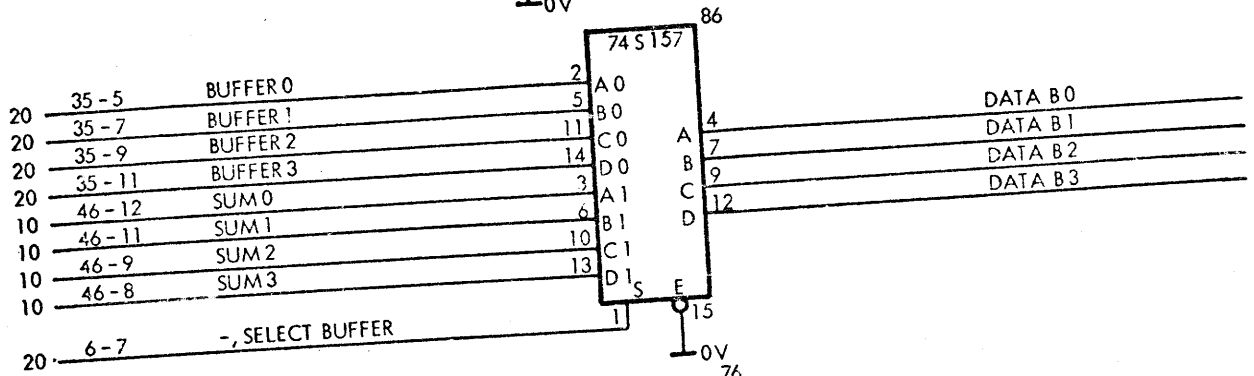 0V
86
74S157
20 35-5 BUFFER 0 2 A0
20 35-7 BUFFER 1 5 B0
20 35-9 BUFFER 2 11 C0
20 35-11 BUFFER 3 14 D0
10 46-12 SUM 0 3 A1
10 46-11 SUM 1 6 B1
10 46-9 SUM 2 10 C1
10 46-8 SUM 3 13 D1
A 4 DATA B0
B 7 DATA B1
C 9 DATA B2
D 12 DATA B3
S E
1 15
20 6-7 -, SELECT BUFFER
0V
76